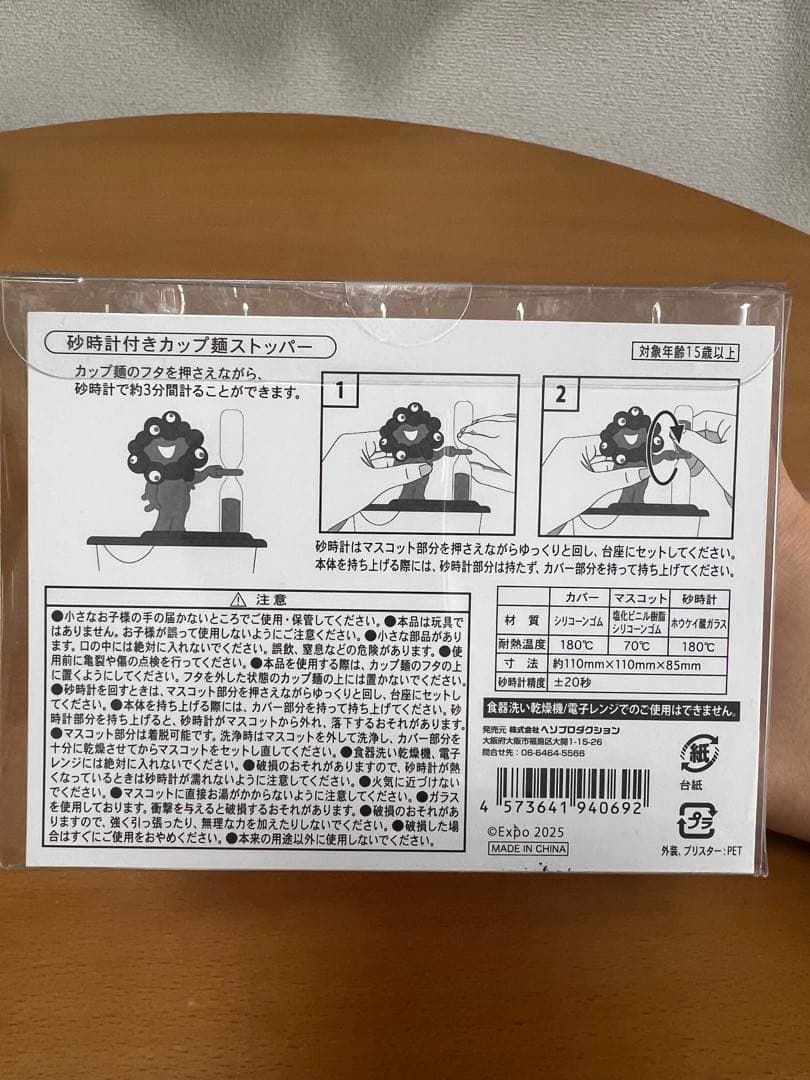 砂時計付きカップ麺ストッパー
対象年齢15歳以上
カップ麺のフタを押さえながら、
砂時計で約3分間計ることができます。
1
2
砂時計はマスコット部分を押さえながらゆっくりと回し、台座にセットしてください。
本体を持ち上げる際には、砂時計部分は持たず、カバー部分を持って持ち上げてください。
⚠ 注意
●小さなお子様の手の届かないところでご使用・保管してください。●本品は玩具で
はありません。お子様が誤って使用しないようにご注意ください。●小さな部品があり
ます。口の中には絶対に入れないでください。誤飲、窒息などの危険があります。●使
用前に亀裂や傷の点検を行ってください。●本品を使用する際は、カップ麺のフタの上
に置くようにしてください。フタを外した状態のカップ麺の上には置かないでください。
●砂時計を回すときは、マスコット部分を押さえながらゆっくりと回し、台座にセットし
てください。●本体を持ち上げる際には、カバー部分を持って持ち上げてください。砂
時計部分を持ち上げると、砂時計がマスコットから外れ、落下するおそれがあります。
●マスコット部分は着脱可能です。洗浄時はマスコットを外して洗浄し、カバー部分を
十分に乾燥させてからマスコットをセットし直してください。●食器洗い乾燥機、電子
レンジには絶対に入れないでください。●破損のおそれがありますので、砂時計が熱
くなっているときは砂時計が濡れないように注意してください。●火気に近づけない
でください。●マスコットに直接お湯がかからないように注意してください。●ガラス
を使用しております。衝撃を与えると破損するおそれがあります。●破損のおそれがあ
りますので、強く引っ張ったり、無理な力を加えたりしないでください。●破損した場
合はすぐにご使用をおやめください。●本来の用途以外に使用しないでください。
カバー マスコット 砂時計
材質 シリコーンゴム 塩化ビニル樹脂 シリコーンゴム ホウケイ酸ガラス
耐熱温度 180℃ 70℃ 180℃
寸法 約110mm×110mm×85mm
砂時計精度 ±20秒
食器洗い乾燥機/電子レンジでのご使用はできません。
発売元 株式会社ヘソプロダクション
大阪府大阪市福島区大開1-15-26
問合せ先:06-6464-5566
紙
台紙
4 573641 940692
©Expo 2025
MADE IN CHINA
プラ
外装、ブリスター:PET